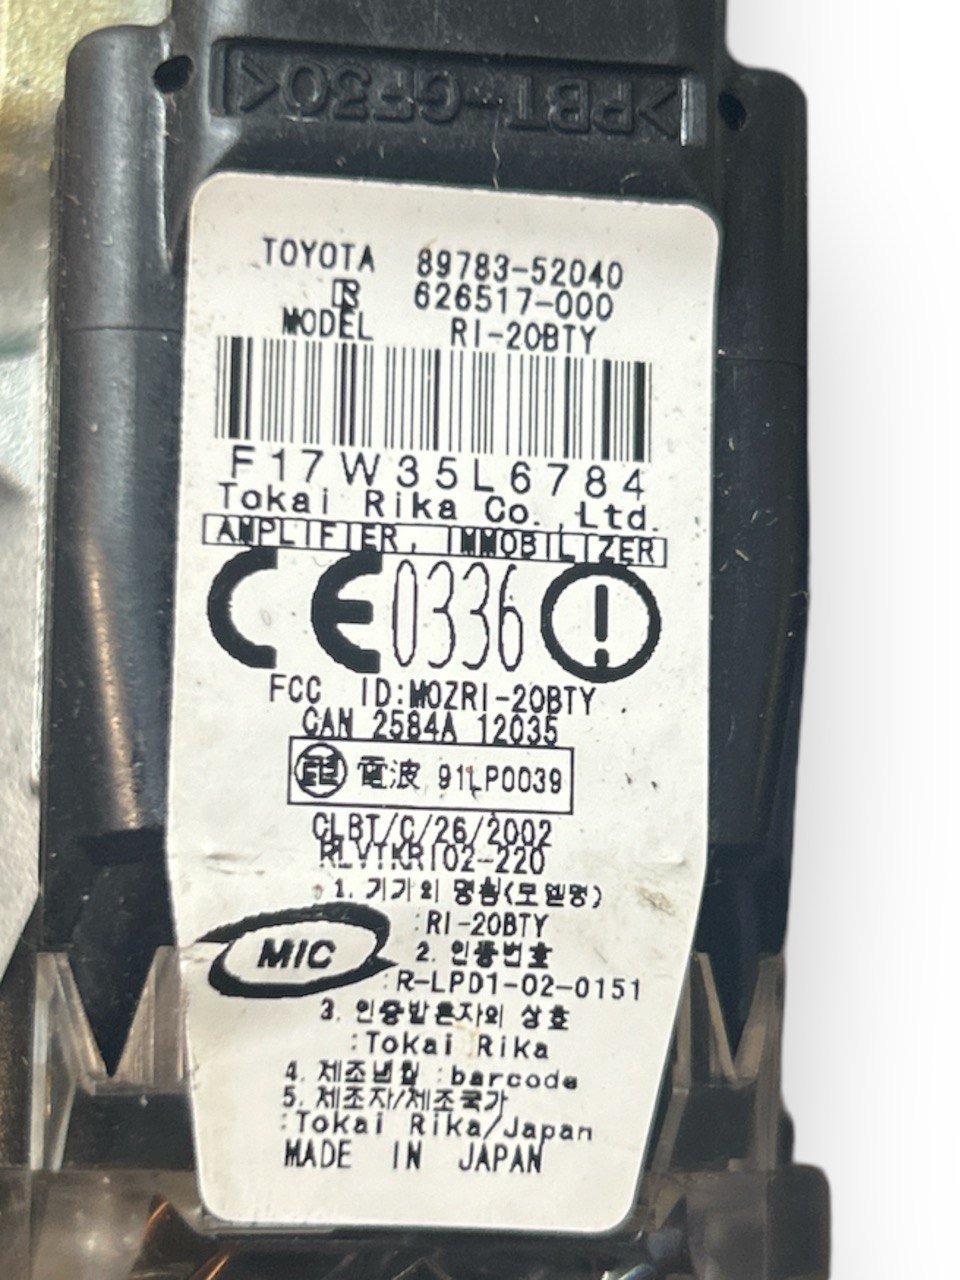 >PBT-GF30<
TOYOTA 89783-52040
R 626517-000
MODEL RI-20BTY
F17W35L6784
Tokai Rika Co.,Ltd.
AMPLIFIER, IMMOBILIZER
CE0336
FCC ID:MOZRI-20BTY
CAN 2584A 12035
電波 91LP0039
CLBT/C/26/2002
RLVTKRI02-220
1. 기기의 명칭(모델명)
:RI-20BTY
MIC
2. 인증번호
:R-LPD1-02-0151
3. 인증받은자의 상호
:Tokai Rika
4. 제조년월 :barcode
5. 제조자/제조국가
:Tokai Rika/Japan
MADE IN JAPAN